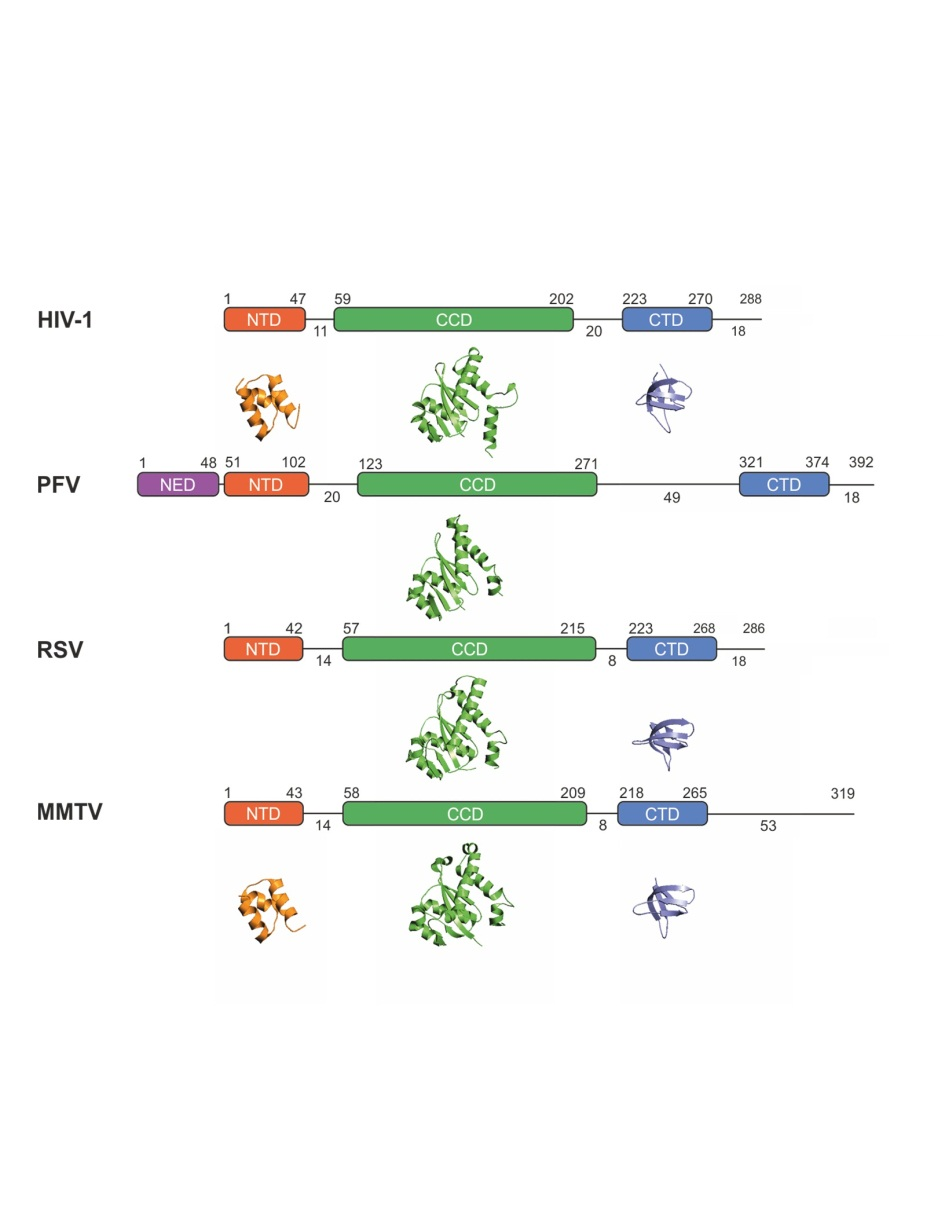 1 47 59 202 223 270 288
HIV-1 NTD CCD CTD
11 20 18
1 48 51 102 123 271 321 374 392
PFV NED NTD CCD CTD
20 49 18
1 42 57 215 223 268 286
RSV NTD CCD CTD
14 8 18
1 43 58 209 218 265 319
MMTV NTD CCD CTD
14 8 53